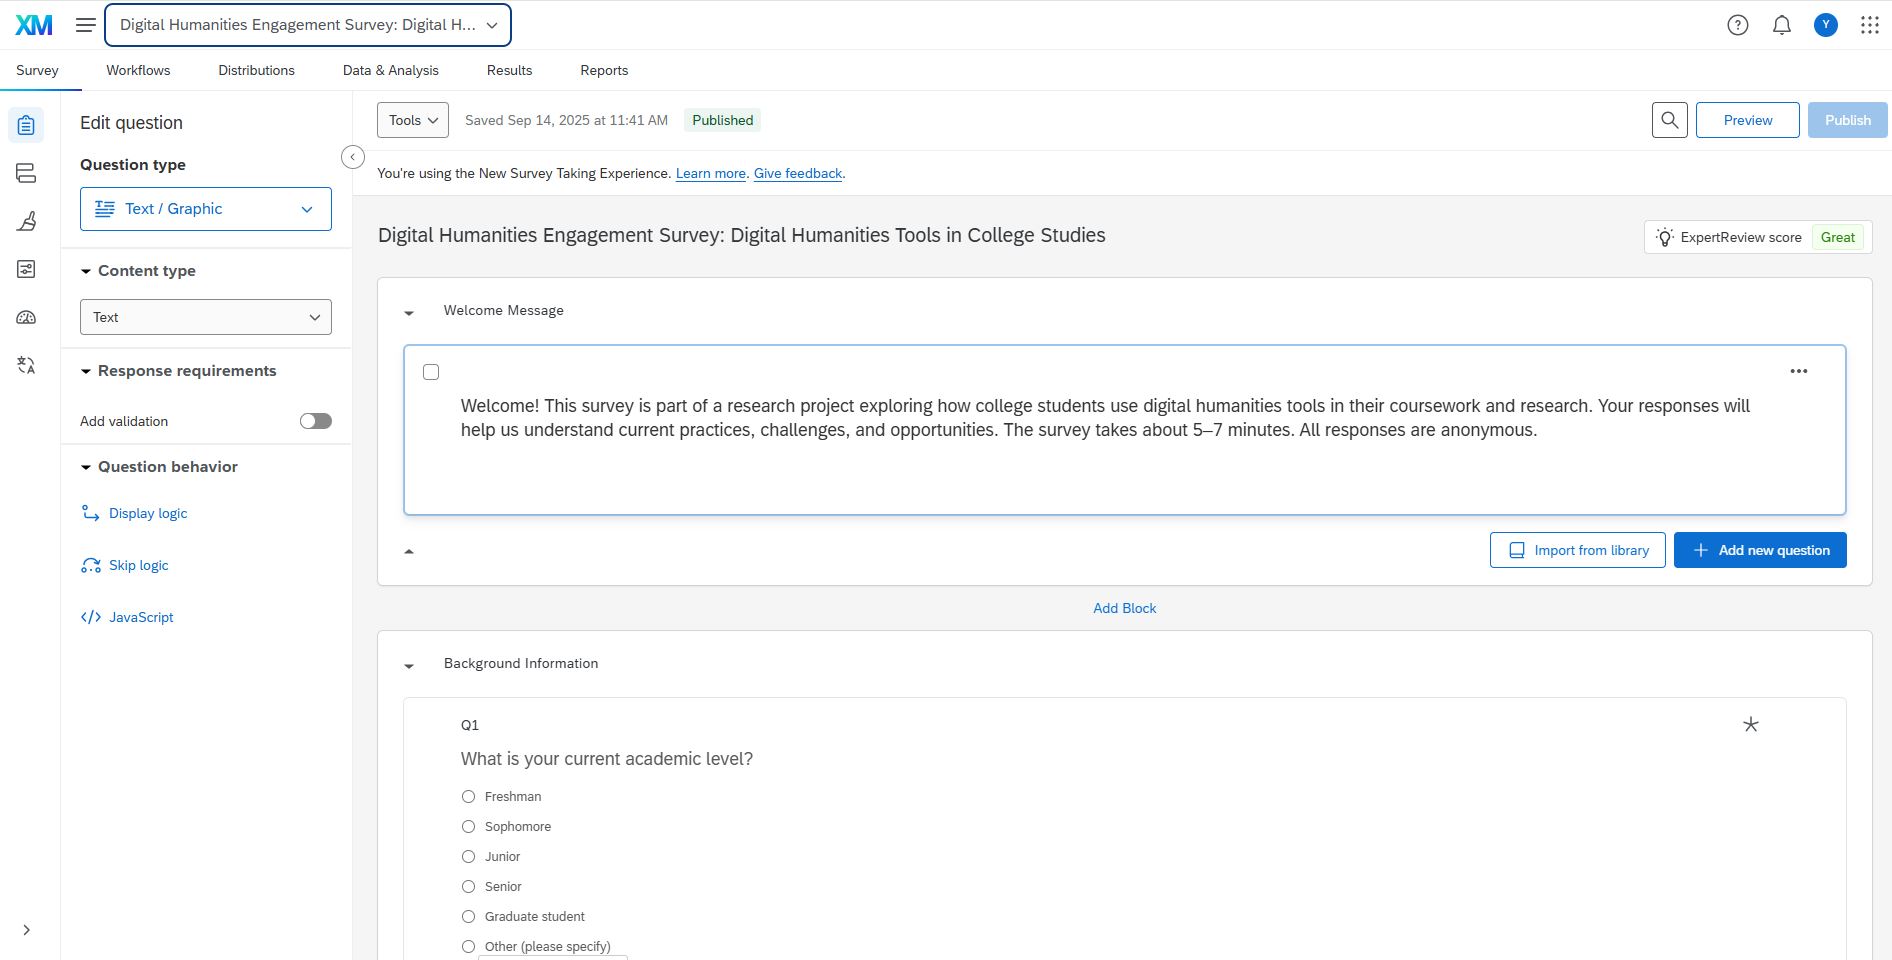 XM
Digital Humanities Engagement Survey: Digital H...
Y
Survey
Workflows
Distributions
Data & Analysis
Results
Reports
Edit question
Question type
Text / Graphic
Content type
Text
Response requirements
Add validation
Question behavior
Display logic
Skip logic
JavaScript
Tools
Saved Sep 14, 2025 at 11:41 AM
Published
Preview
Publish
You're using the New Survey Taking Experience. Learn more. Give feedback.
Digital Humanities Engagement Survey: Digital Humanities Tools in College Studies
ExpertReview score
Great
Welcome Message
Welcome! This survey is part of a research project exploring how college students use digital humanities tools in their coursework and research. Your responses will
help us understand current practices, challenges, and opportunities. The survey takes about 5–7 minutes. All responses are anonymous.
Import from library
Add new question
Add Block
Background Information
Q1
What is your current academic level?
Freshman
Sophomore
Junior
Senior
Graduate student
Other (please specify)